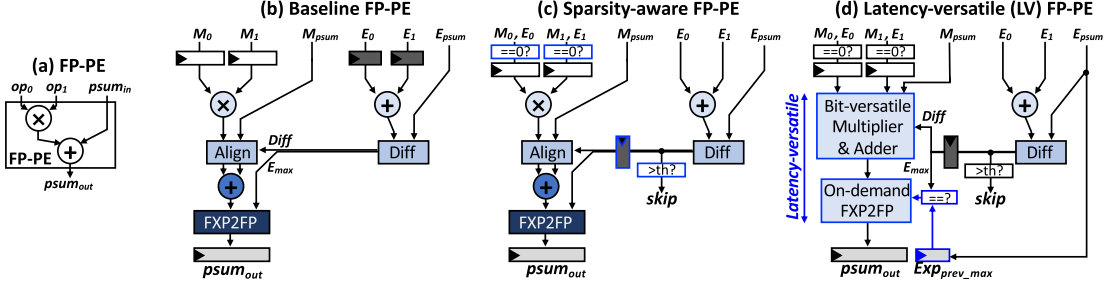 (a) FP-PE
op0 op1 psumin
×
+
FP-PE
psumout
(b) Baseline FP-PE
M0 M1 Mpsum E0 E1 Epsum
× +
Align Diff Diff
Emax
+
FXP2FP
psumout
(c) Sparsity-aware FP-PE
M0, E0 M1, E1 Mpsum E0 E1 Epsum
==0? ==0?
× +
Align Diff
>th?
+ skip
FXP2FP
psumout
(d) Latency-versatile (LV) FP-PE
M0, E0 M1, E1 Mpsum E0 E1 Epsum
==0? ==0?
Latency-versatile
Bit-versatile
Multiplier
& Adder
+
Diff Diff
Emax >th?
On-demand
FXP2FP
==? skip
psumout Expprev_max